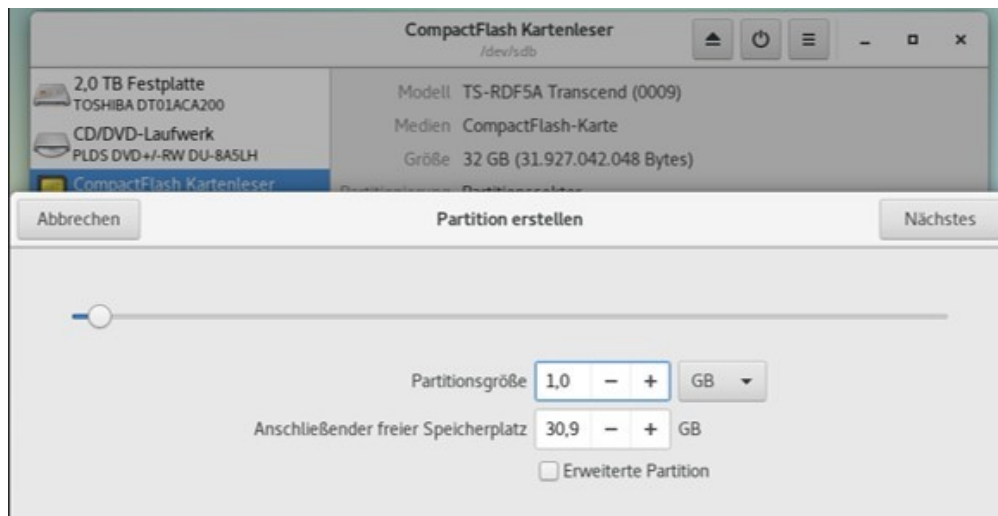 CompactFlash Kartenleser
/dev/sdb
2,0 TB Festplatte
TOSHIBA DT01ACA200
CD/DVD-Laufwerk
PLDS DVD+/-RW DU-8A5LH
CompactFlash Kartenleser
Modell TS-RDF5A Transcend (0009)
Medien CompactFlash-Karte
Größe 32 GB (31.927.042.048 Bytes)
Partitionierung Partitionssektor
Abbrechen
Partition erstellen
Nächstes
Partitionsgröße 1,0 − + GB
Anschließender freier Speicherplatz 30,9 − + GB
Erweiterte Partition